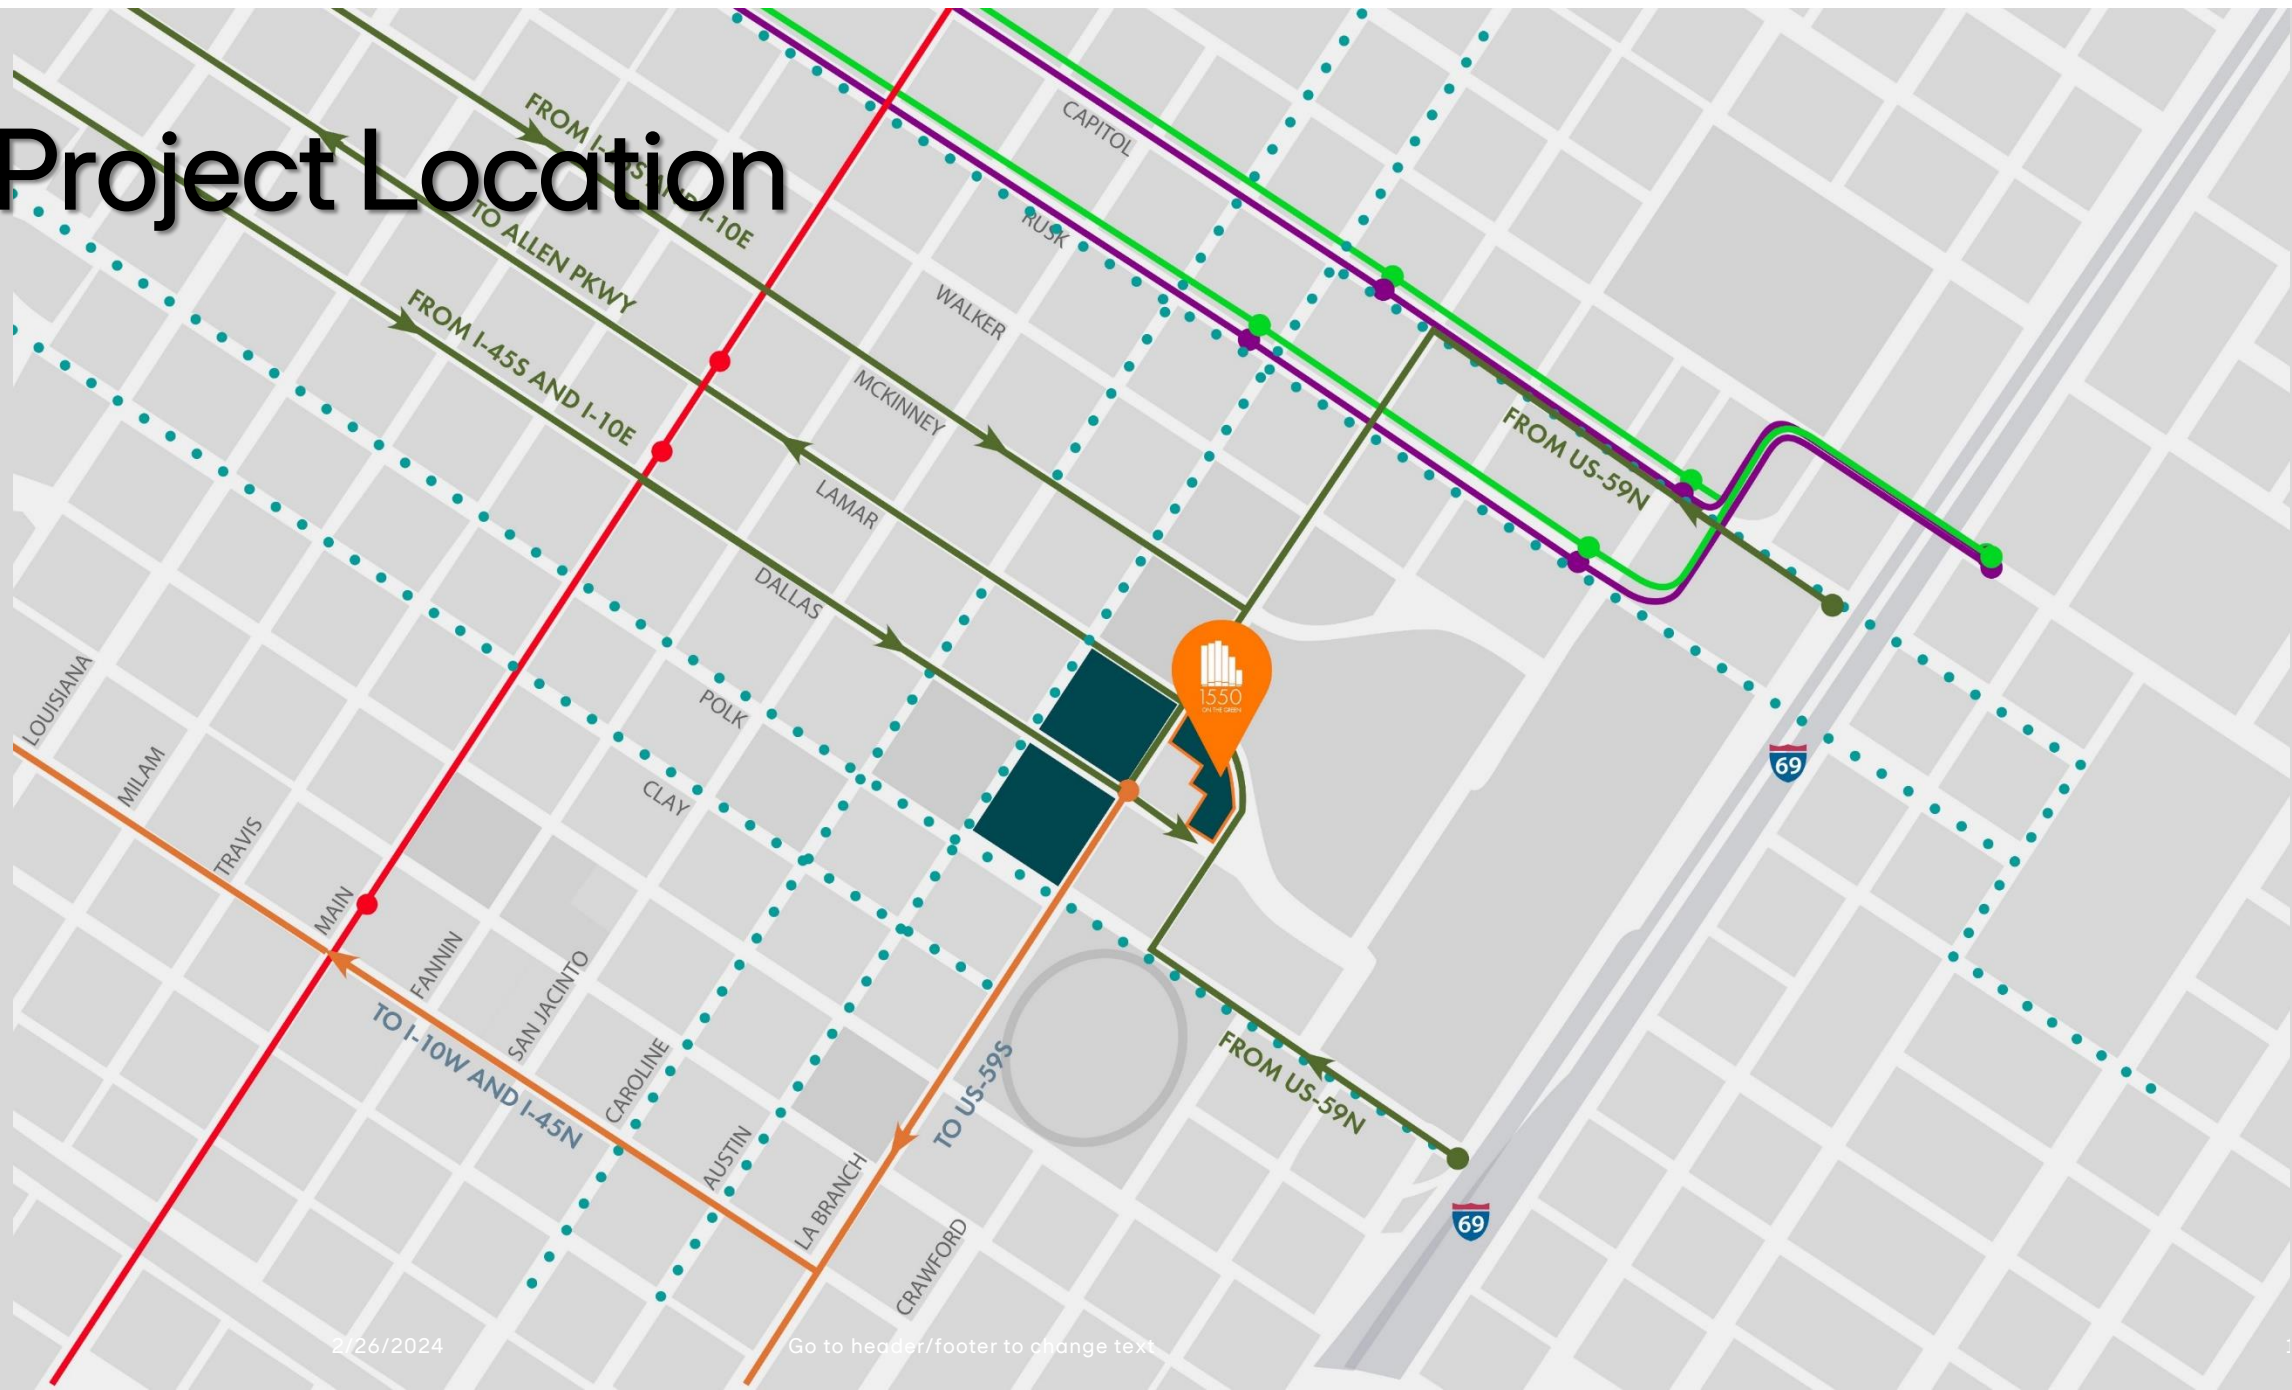 Project Location
FROM I-45S AND I-10E
TO ALLEN PKWY
FROM I-45S AND I-10E
CAPITOL
RUSK
WALKER
MCKINNEY
LAMAR
DALLAS
POLK
CLAY
FROM US-59N
1550
ON THE GREEN
69
LOUISIANA
MILAM
TRAVIS
MAIN
FANNIN
SAN JACINTO
CAROLINE
AUSTIN
LA BRANCH
CRAWFORD
TO I-10W AND I-45N
TO US-59S
FROM US-59N
69
2/26/2024
Go to header/footer to change text